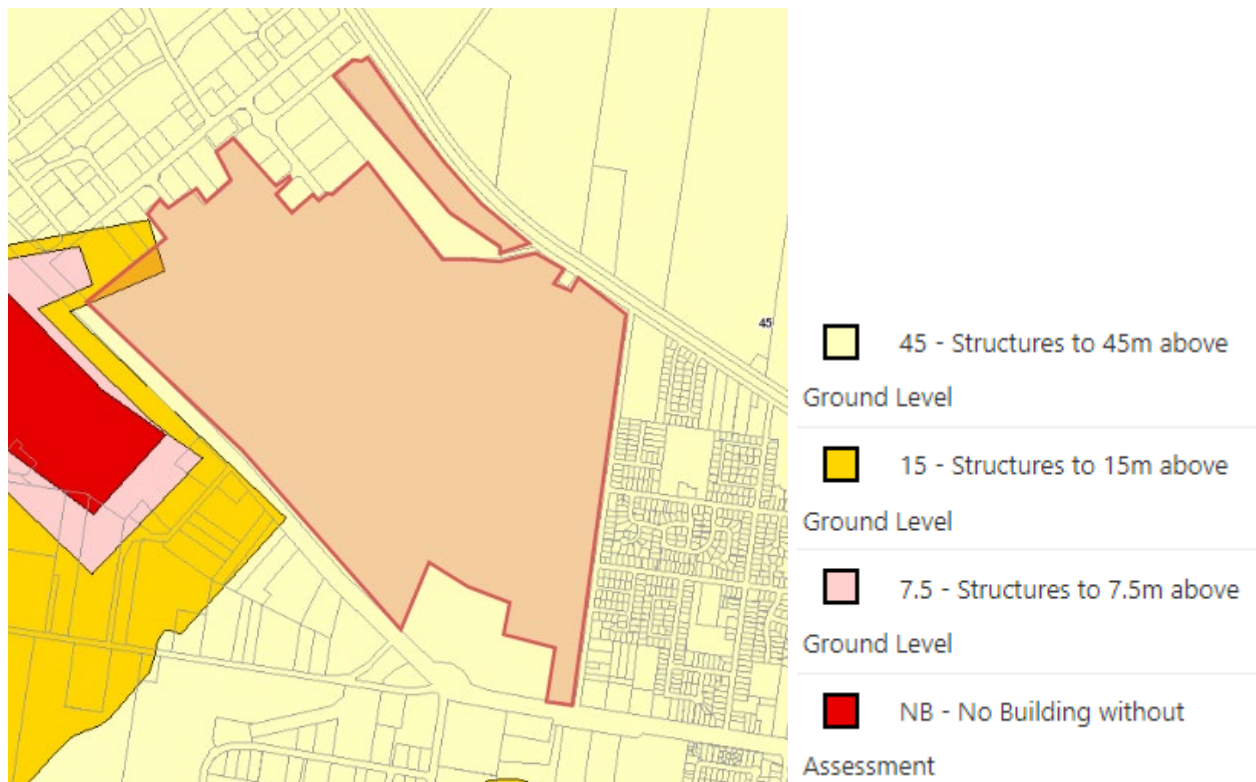 45
45 - Structures to 45m above
Ground Level
15 - Structures to 15m above
Ground Level
7.5 - Structures to 7.5m above
Ground Level
NB - No Building without
Assessment